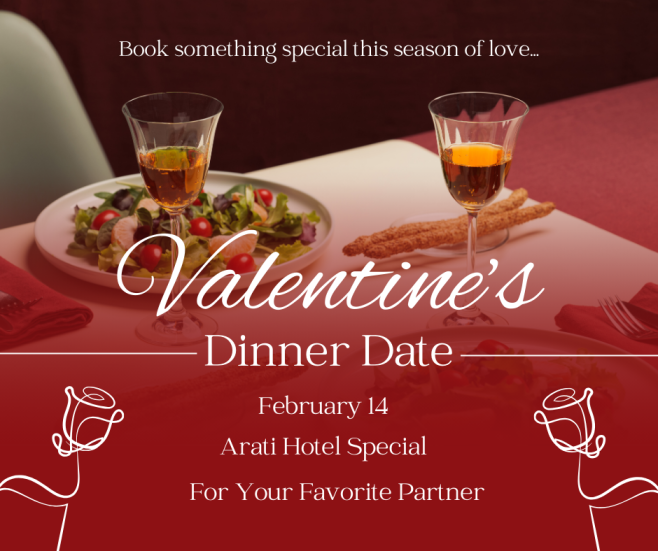 Book something special this season of love...
Valentine's
Dinner Date
February 14
Arati Hotel Special
For Your Favorite Partner